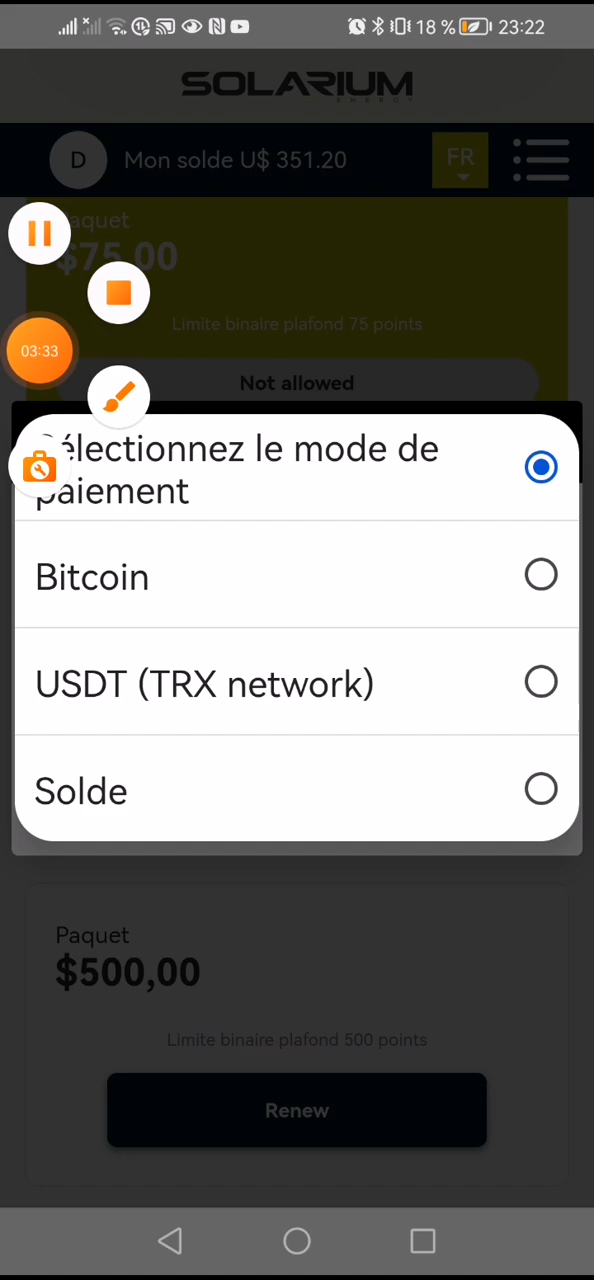 18 % 23:22
SOLARIUM
ENERGY
D Mon solde U$ 351.20 FR
Paquet
$75,00
Limite binaire plafond 75 points
03:33
Not allowed
Sélectionnez le mode de
paiement
Bitcoin
USDT (TRX network)
Solde
Paquet
$500,00
Limite binaire plafond 500 points
Renew